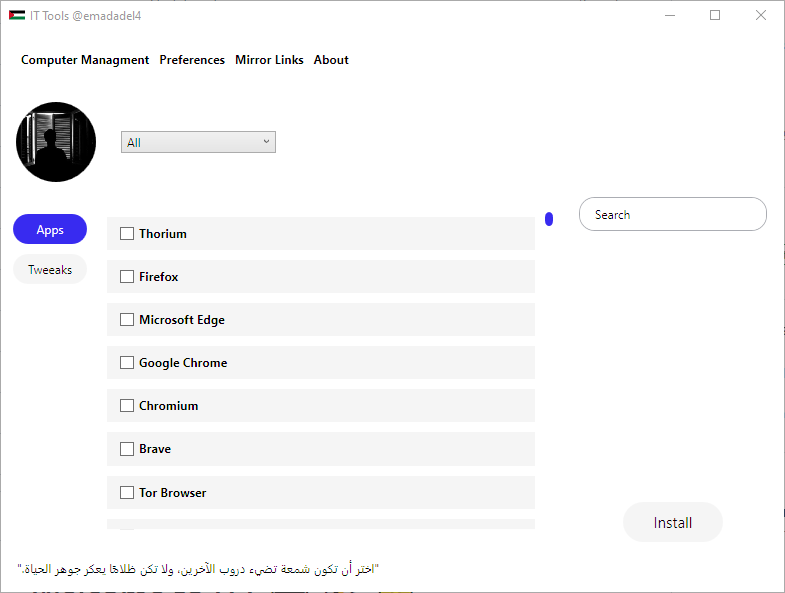 IT Tools @emadadel4
Computer Managment Preferences Mirror Links About
All
Apps
Tweeaks
Thorium
Firefox
Microsoft Edge
Google Chrome
Chromium
Brave
Tor Browser
Search
Install
"اختر أن تكون شمعة تضيء دروب الآخرين، ولا تكن ظلامًا يعكر جوهر الحياة."